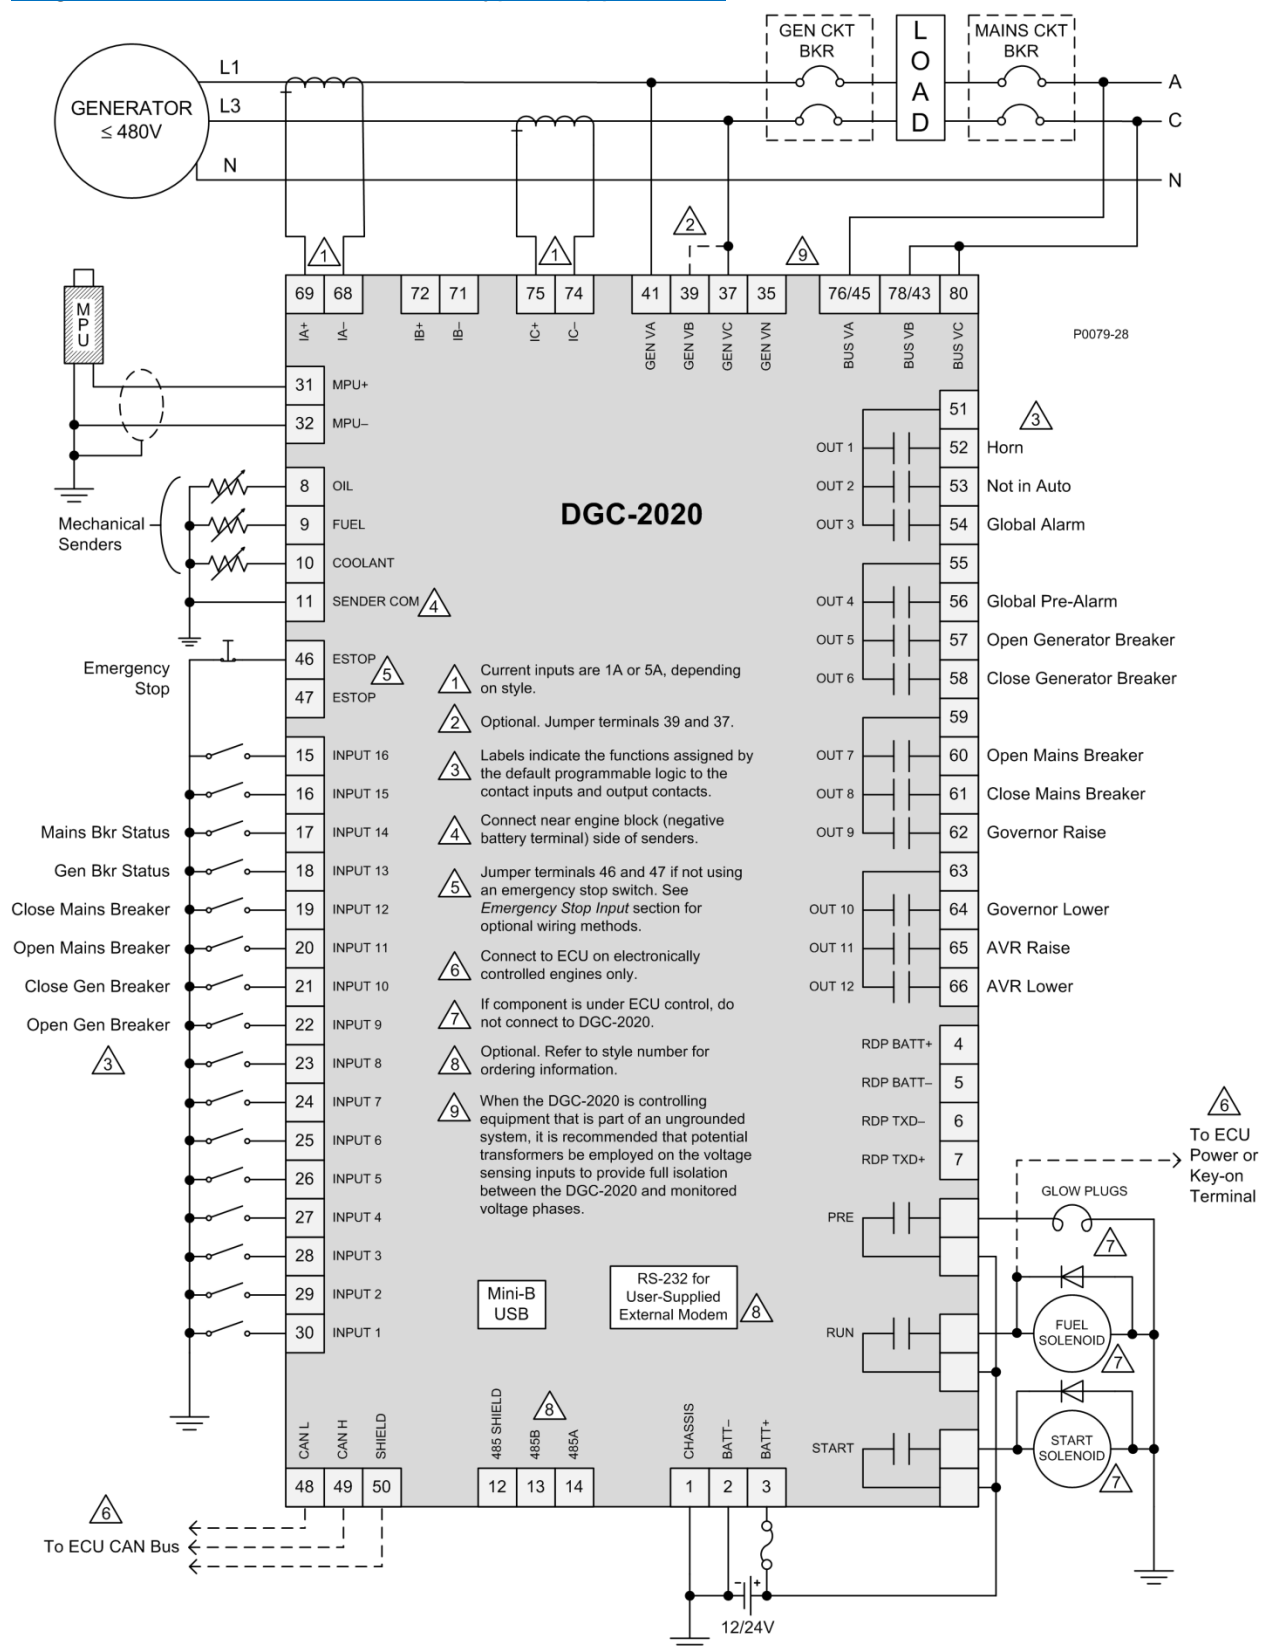 GEN CKT
BKR
LOAD
MAINS CKT
BKR
L1
A
GENERATOR
≤ 480V
L3
C
N
N
2
1
1
9
69
68
72
71
75
74
41
39
37
35
76/45
78/43
80
IA+
IA–
IB+
IB–
IC+
IC–
GEN VA
GEN VB
GEN VC
GEN VN
BUS VA
BUS VB
BUS VC
P0079-28
MPU
31
MPU+
32
MPU–
51
3
OUT 1
52
Horn
8
OIL
OUT 2
53
Not in Auto
DGC-2020
Mechanical
Senders
9
FUEL
OUT 3
54
Global Alarm
10
COOLANT
55
11
SENDER COM
4
OUT 4
56
Global Pre-Alarm
OUT 5
57
Open Generator Breaker
Emergency
Stop
46
ESTOP
5
47
ESTOP
OUT 6
58
Close Generator Breaker
1
Current inputs are 1A or 5A, depending
on style.
2
Optional. Jumper terminals 39 and 37.
59
15
INPUT 16
3
Labels indicate the functions assigned by
the default programmable logic to the
contact inputs and output contacts.
OUT 7
60
Open Mains Breaker
16
INPUT 15
OUT 8
61
Close Mains Breaker
Mains Bkr Status
17
INPUT 14
4
Connect near engine block (negative
battery terminal) side of senders.
OUT 9
62
Governor Raise
Gen Bkr Status
18
INPUT 13
5
Jumper terminals 46 and 47 if not using
an emergency stop switch. See
Emergency Stop Input section for
optional wiring methods.
63
Close Mains Breaker
19
INPUT 12
OUT 10
64
Governor Lower
Open Mains Breaker
20
INPUT 11
6
Connect to ECU on electronically
controlled engines only.
OUT 11
65
AVR Raise
Close Gen Breaker
21
INPUT 10
OUT 12
66
AVR Lower
Open Gen Breaker
22
INPUT 9
7
If component is under ECU control, do
not connect to DGC-2020.
3
23
INPUT 8
8
Optional. Refer to style number for
ordering information.
RDP BATT+
4
24
INPUT 7
9
When the DGC-2020 is controlling
equipment that is part of an ungrounded
system, it is recommended that potential
transformers be employed on the voltage
sensing inputs to provide full isolation
between the DGC-2020 and monitored
voltage phases.
RDP BATT–
5
25
INPUT 6
RDP TXD–
6
26
INPUT 5
RDP TXD+
7
6
To ECU
Power or
Key-on
Terminal
27
INPUT 4
PRE
GLOW PLUGS
7
28
INPUT 3
29
INPUT 2
Mini-B
USB
RS-232 for
User-Supplied
External Modem
8
30
INPUT 1
RUN
FUEL
SOLENOID
7
CAN L
CAN H
SHIELD
485 SHIELD
485B
485A
8
CHASSIS
BATT–
BATT+
START
START
SOLENOID
7
48
49
50
12
13
14
1
2
3
6
To ECU CAN Bus
- +
12/24V